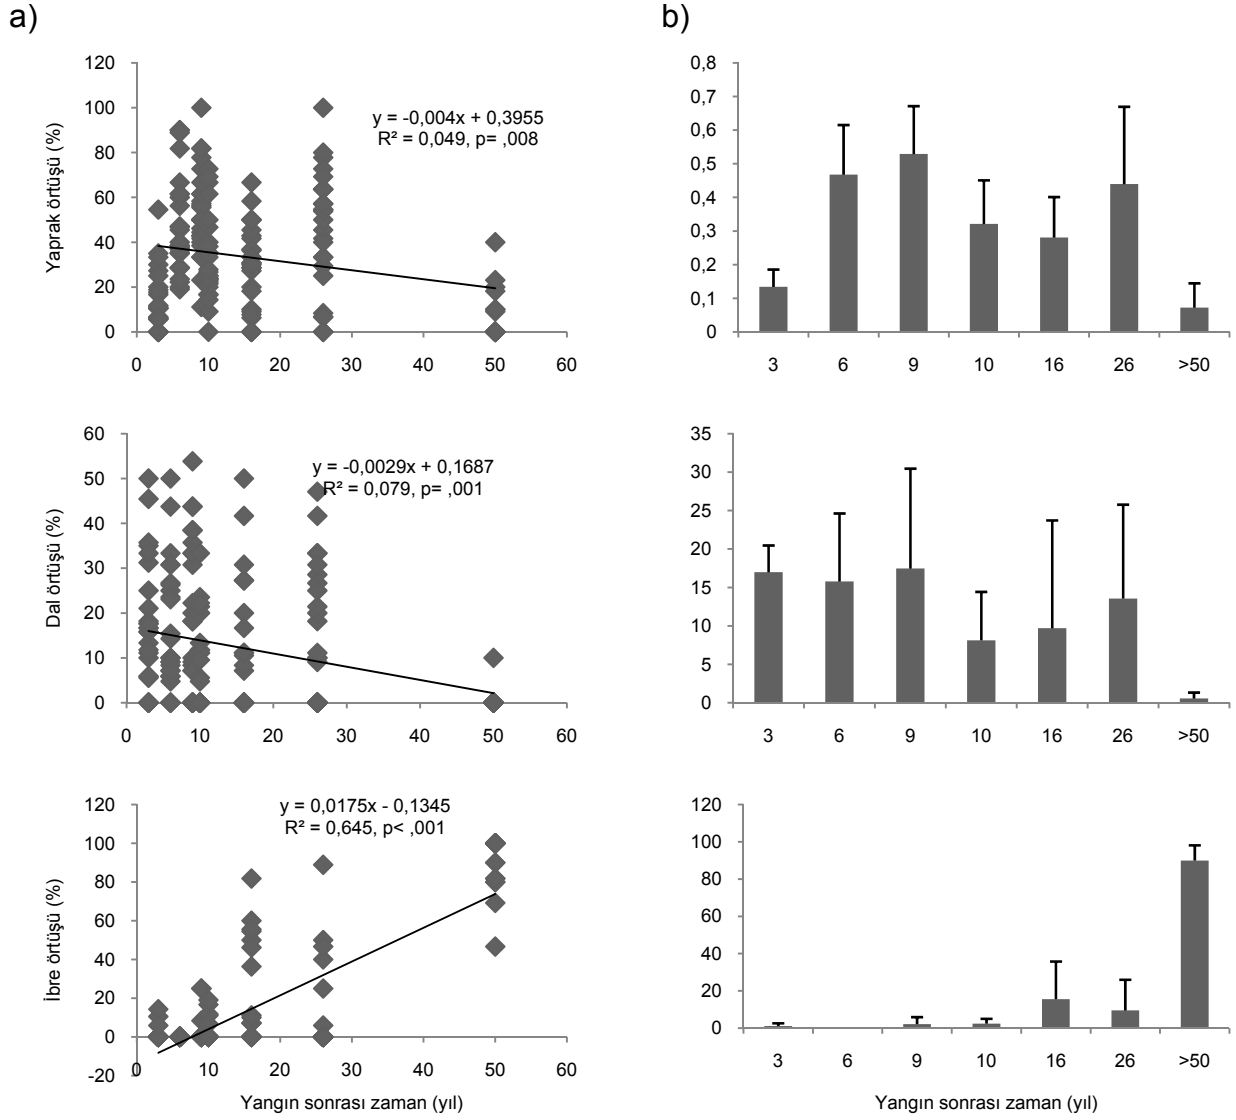 a)
b)
Yaprak örtüşü (%)
120
100
80
60
40
20
0
y = -0,004x + 0,3955
R² = 0,049, p= ,008
0 10 20 30 40 50 60
0,8
0,7
0,6
0,5
0,4
0,3
0,2
0,1
0
3 6 9 10 16 26 >50
Dal örtüşü (%)
60
50
40
30
20
10
0
y = -0,0029x + 0,1687
R² = 0,079, p= ,001
0 10 20 30 40 50 60
35
30
25
20
15
10
5
0
3 6 9 10 16 26 >50
İbre örtüşü (%)
120
100
80
60
40
20
0
-20
y = 0,0175x - 0,1345
R² = 0,645, p< ,001
0 10 20 30 40 50 60
Yangın sonrası zaman (yıl)
120
100
80
60
40
20
0
3 6 9 10 16 26 >50
Yangın sonrası zaman (yıl)